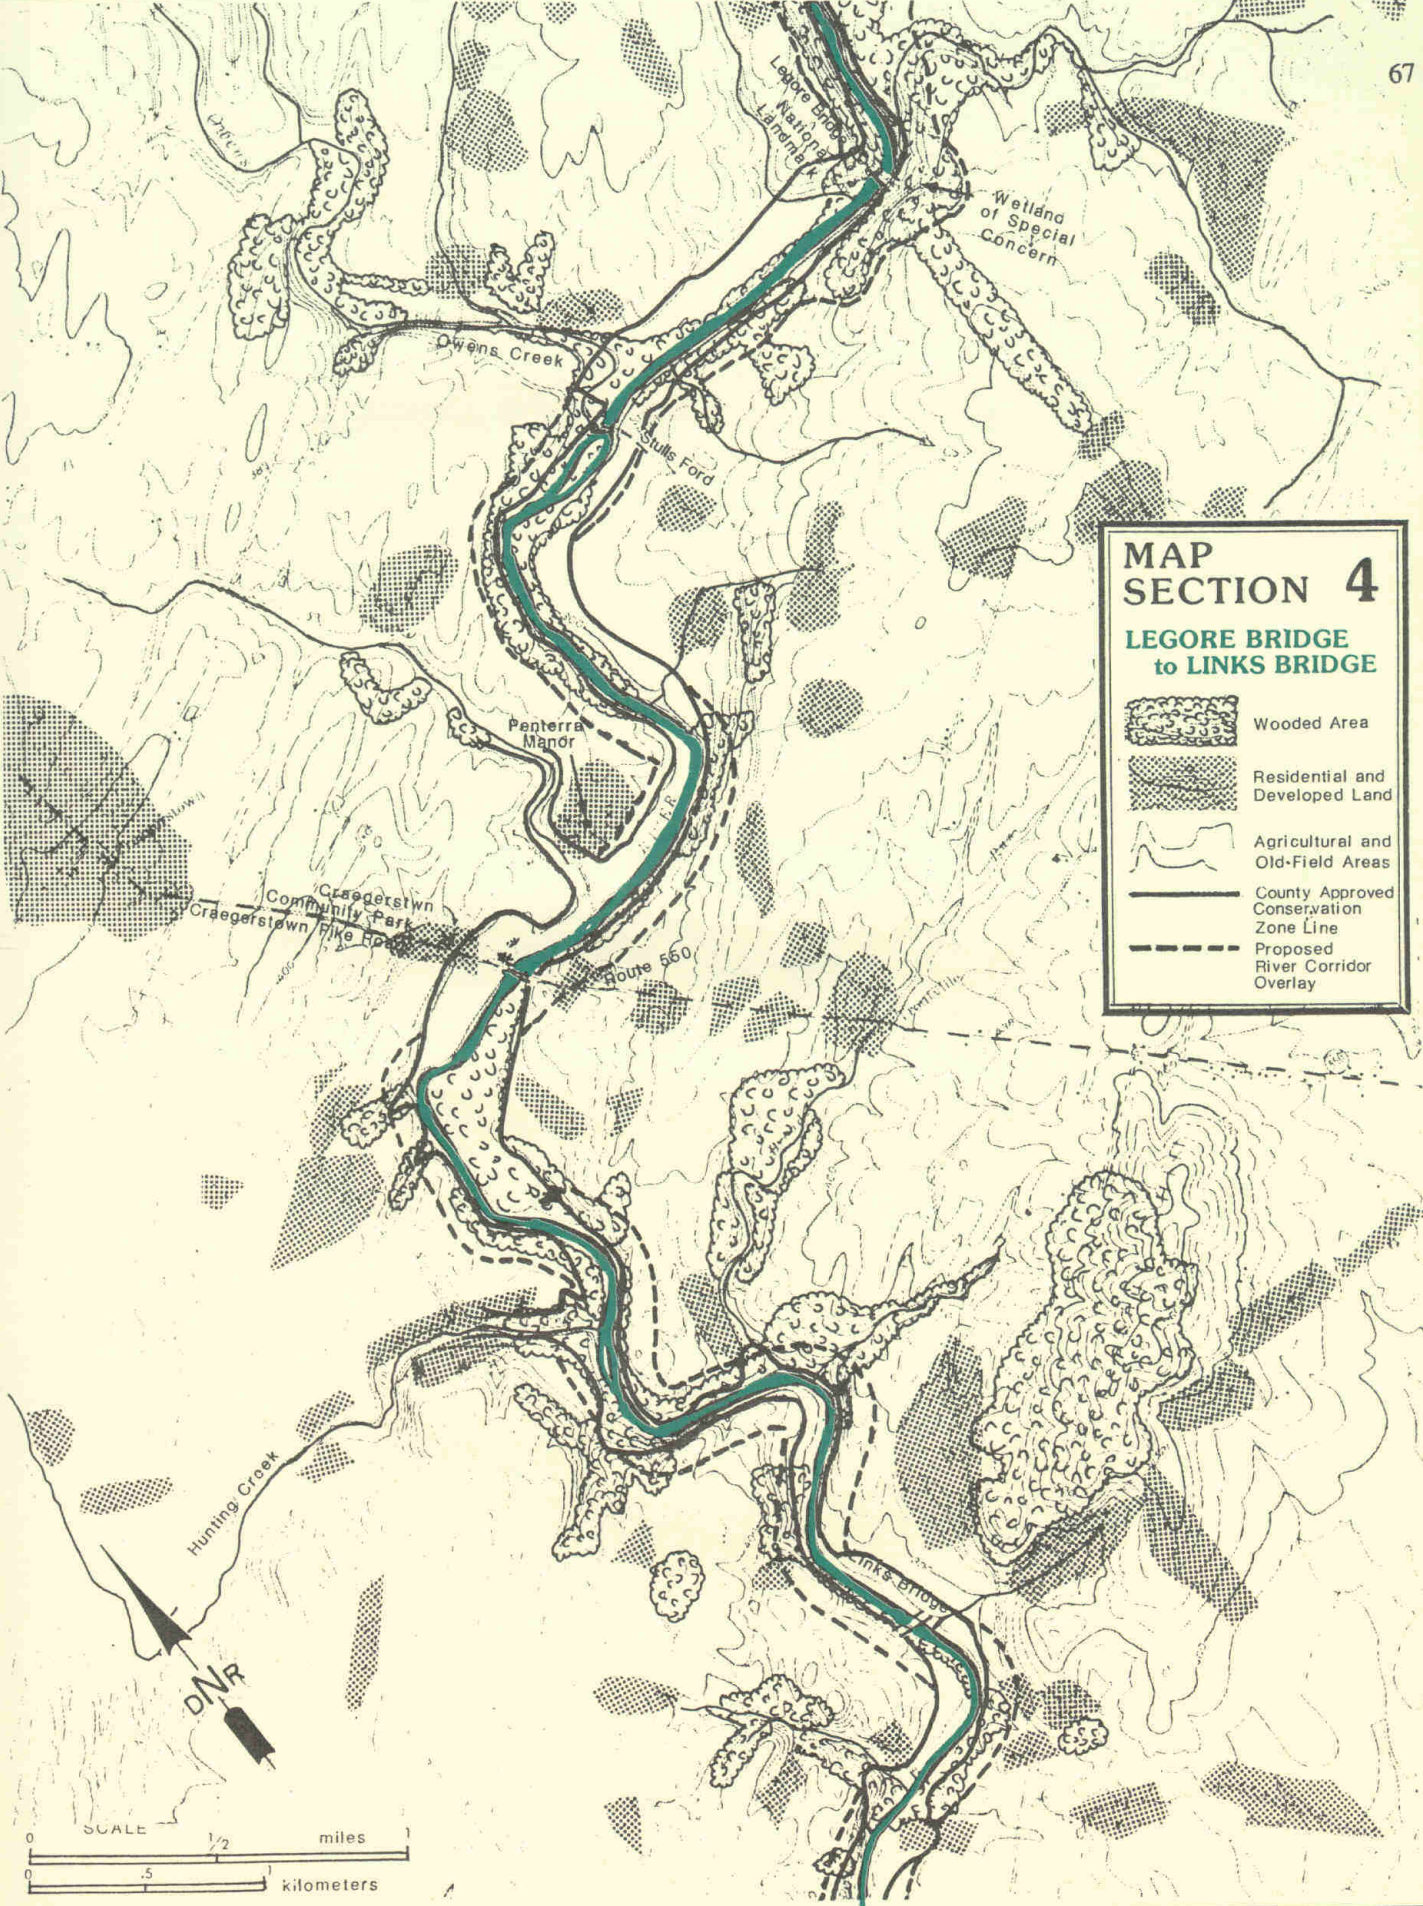 67
Legore Bridge
National
Landmark
Wetland
of Special
Concern
Owens Creek
Stulls Ford
MAP
SECTION 4
LEGORE BRIDGE
to LINKS BRIDGE
Wooded Area
Residential and
Developed Land
Agricultural and
Old-Field Areas
County Approved
Conservation
Zone Line
Proposed
River Corridor
Overlay
Penterra
Manor
Craegerstwn
Community Park
Craegerstown Pike Road
Route 550
Hunting Creek
Links Bridge
DNR
SCALE
0 1/2 miles 1
0 .5 1 kilometers